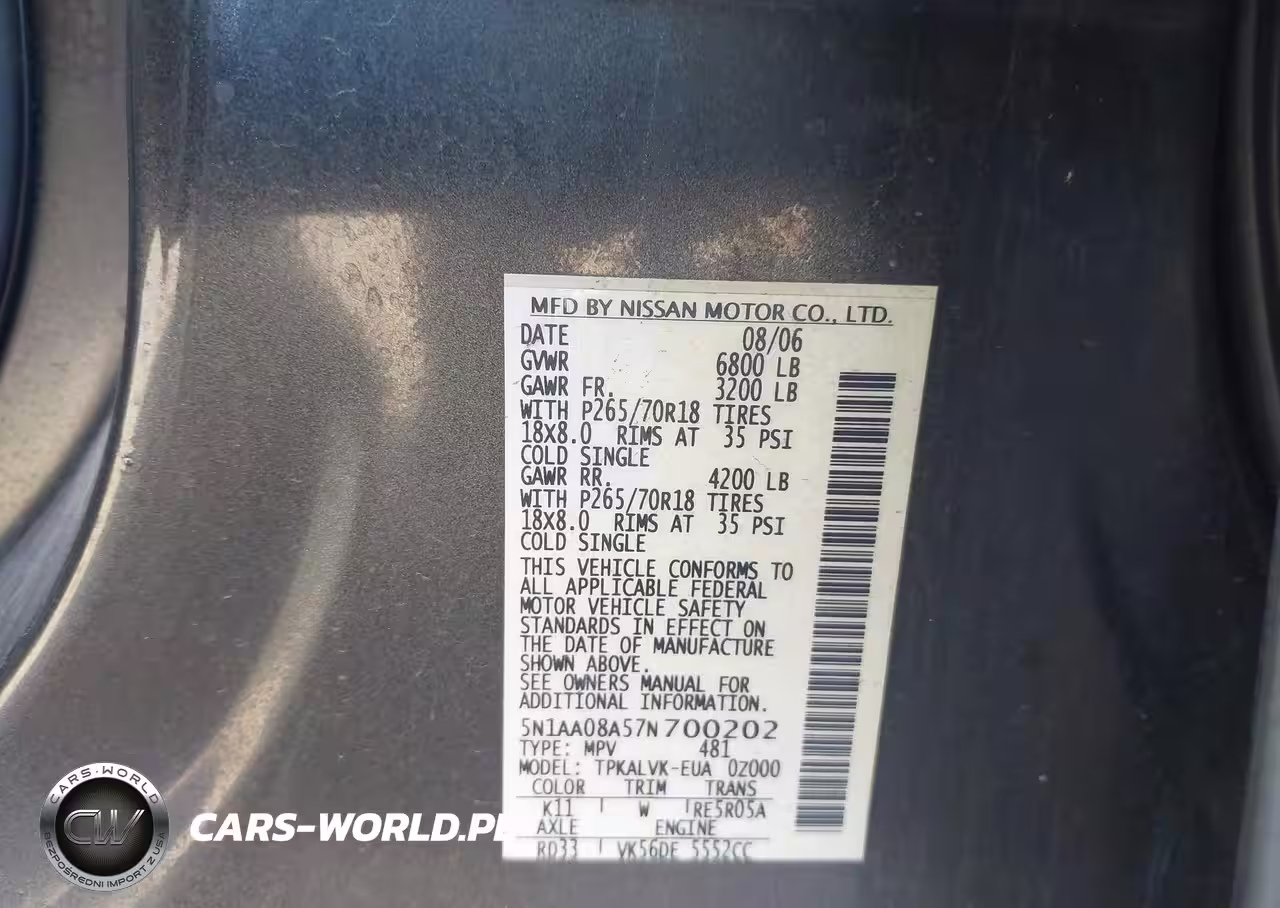 MFD BY NISSAN MOTOR CO., LTD.
DATE 08/06
GVWR 6800 LB
GAWR FR. 3200 LB
WITH P265/70R18 TIRES
18X8.0 RIMS AT 35 PSI
COLD SINGLE
GAWR RR. 4200 LB
WITH P265/70R18 TIRES
18X8.0 RIMS AT 35 PSI
COLD SINGLE
THIS VEHICLE CONFORMS TO
ALL APPLICABLE FEDERAL
MOTOR VEHICLE SAFETY
STANDARDS IN EFFECT ON
THE DATE OF MANUFACTURE
SHOWN ABOVE.
SEE OWNERS MANUAL FOR
ADDITIONAL INFORMATION.
5N1AA08A57N700202
TYPE: MPV 481
MODEL: TPKALVK-EUA 0Z000
COLOR TRIM TRANS
K11 W RE5R05A
AXLE ENGINE
RD33 VK56DE 5552CC
CARS-WORLD
CW
BEZPOŚREDNI IMPORT Z USA
CARS-WORLD.PL